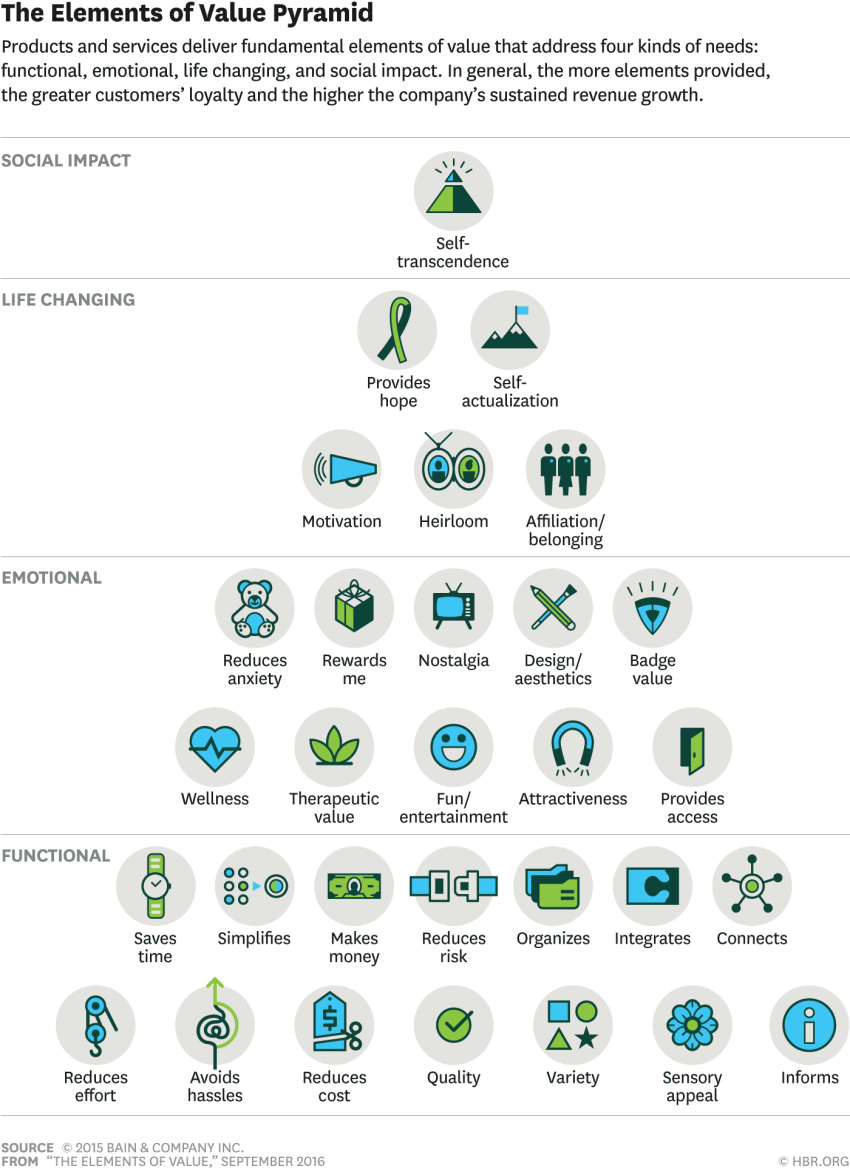 The Elements of Value Pyramid
Products and services deliver fundamental elements of value that address four kinds of needs:
functional, emotional, life changing, and social impact. In general, the more elements provided,
the greater customers’ loyalty and the higher the company’s sustained revenue growth.
SOCIAL IMPACT
Self-
transcendence
LIFE CHANGING
Provides
hope
Self-
actualization
Motivation
Heirloom
Affiliation/
belonging
EMOTIONAL
Reduces
anxiety
Rewards
me
Nostalgia
Design/
aesthetics
Badge
value
Wellness
Therapeutic
value
Fun/
entertainment
Attractiveness
Provides
access
FUNCTIONAL
Saves
time
Simplifies
Makes
money
Reduces
risk
Organizes
Integrates
Connects
Reduces
effort
Avoids
hassles
$
Reduces
cost
Quality
Variety
Sensory
appeal
i
Informs
SOURCE © 2015 BAIN & COMPANY INC.
FROM “THE ELEMENTS OF VALUE,” SEPTEMBER 2016
© HBR.ORG